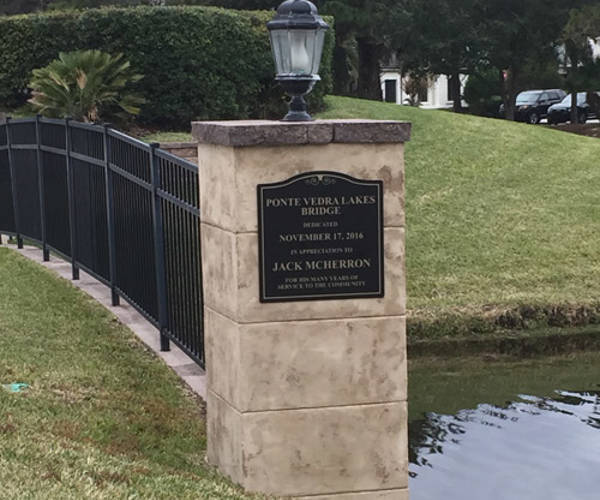 PONTE VEDRA LAKES
BRIDGE
DEDICATED
NOVEMBER 17, 2016
IN APPRECIATION TO
JACK MCHERRON
FOR HIS MANY YEARS OF
SERVICE TO THE COMMUNITY